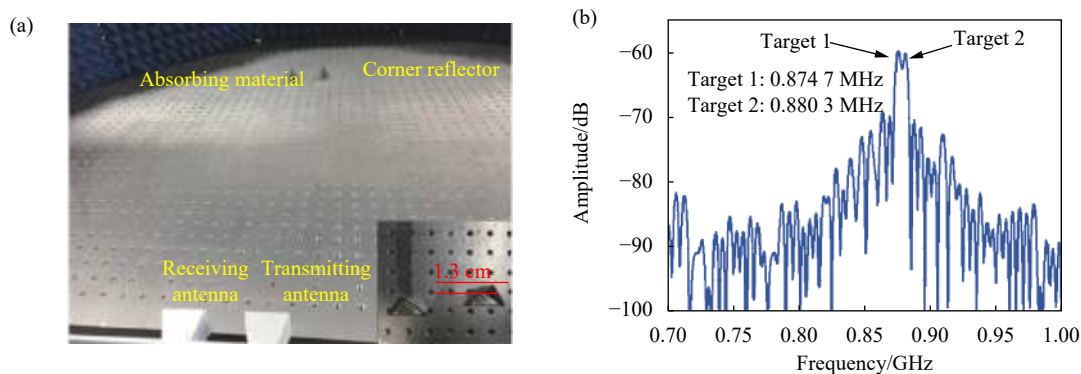 (a)
Absorbing material
Corner reflector
Receiving
antenna
Transmitting
antenna
1.3 cm
(b)
Target 1
Target 2
Target 1: 0.874 7 MHz
Target 2: 0.880 3 MHz
Amplitude/dB
−60
−70
−80
−90
−100
0.70
0.75
0.80
0.85
0.90
0.95
1.00
Frequency/GHz